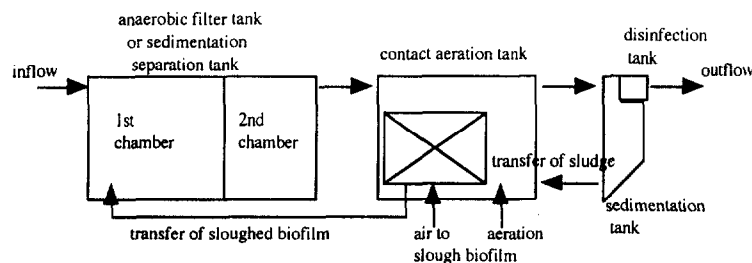 anaerobic filter tank
or sedimentation
separation tank
inflow
contact aeration tank
disinfection
tank
outflow
1st
chamber
2nd
chamber
transfer of sludge
sedimentation
tank
transfer of sloughed biofilm
air to
slough biofilm
aeration